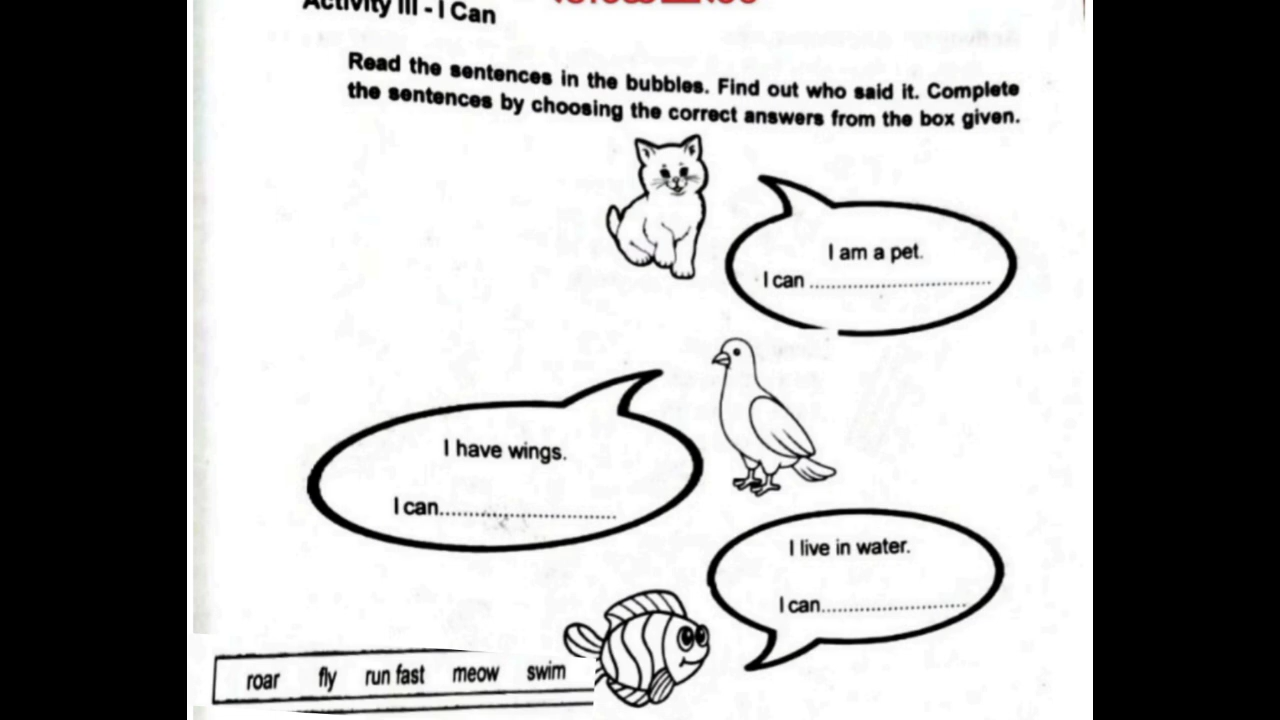 Activity III - I Can
Read the sentences in the bubbles. Find out who said it. Complete
the sentences by choosing the correct answers from the box given.
I am a pet.
I can ........................................
I have wings.
I can........................................
I live in water.
I can................................
roar fly run fast meow swim